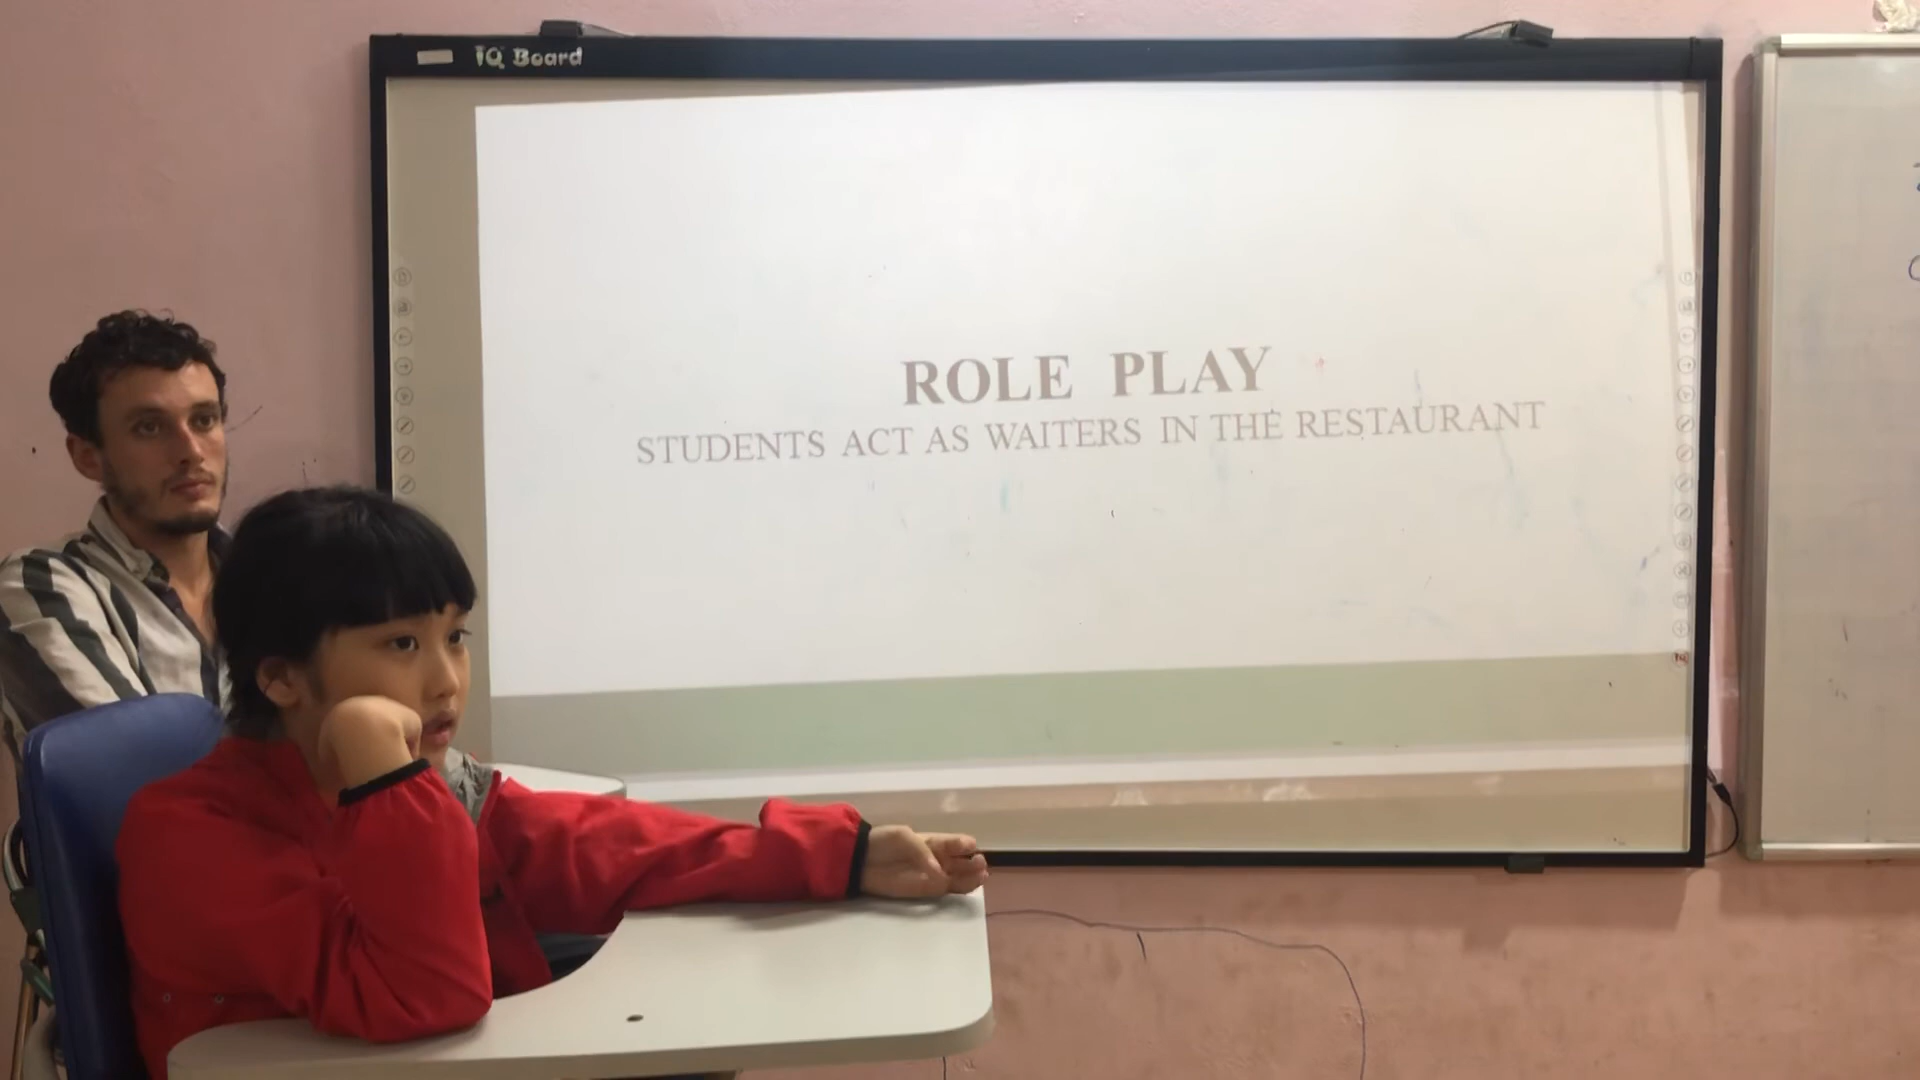 iQ Board
ROLE PLAY
STUDENTS ACT AS WAITERS IN THE RESTAURANT